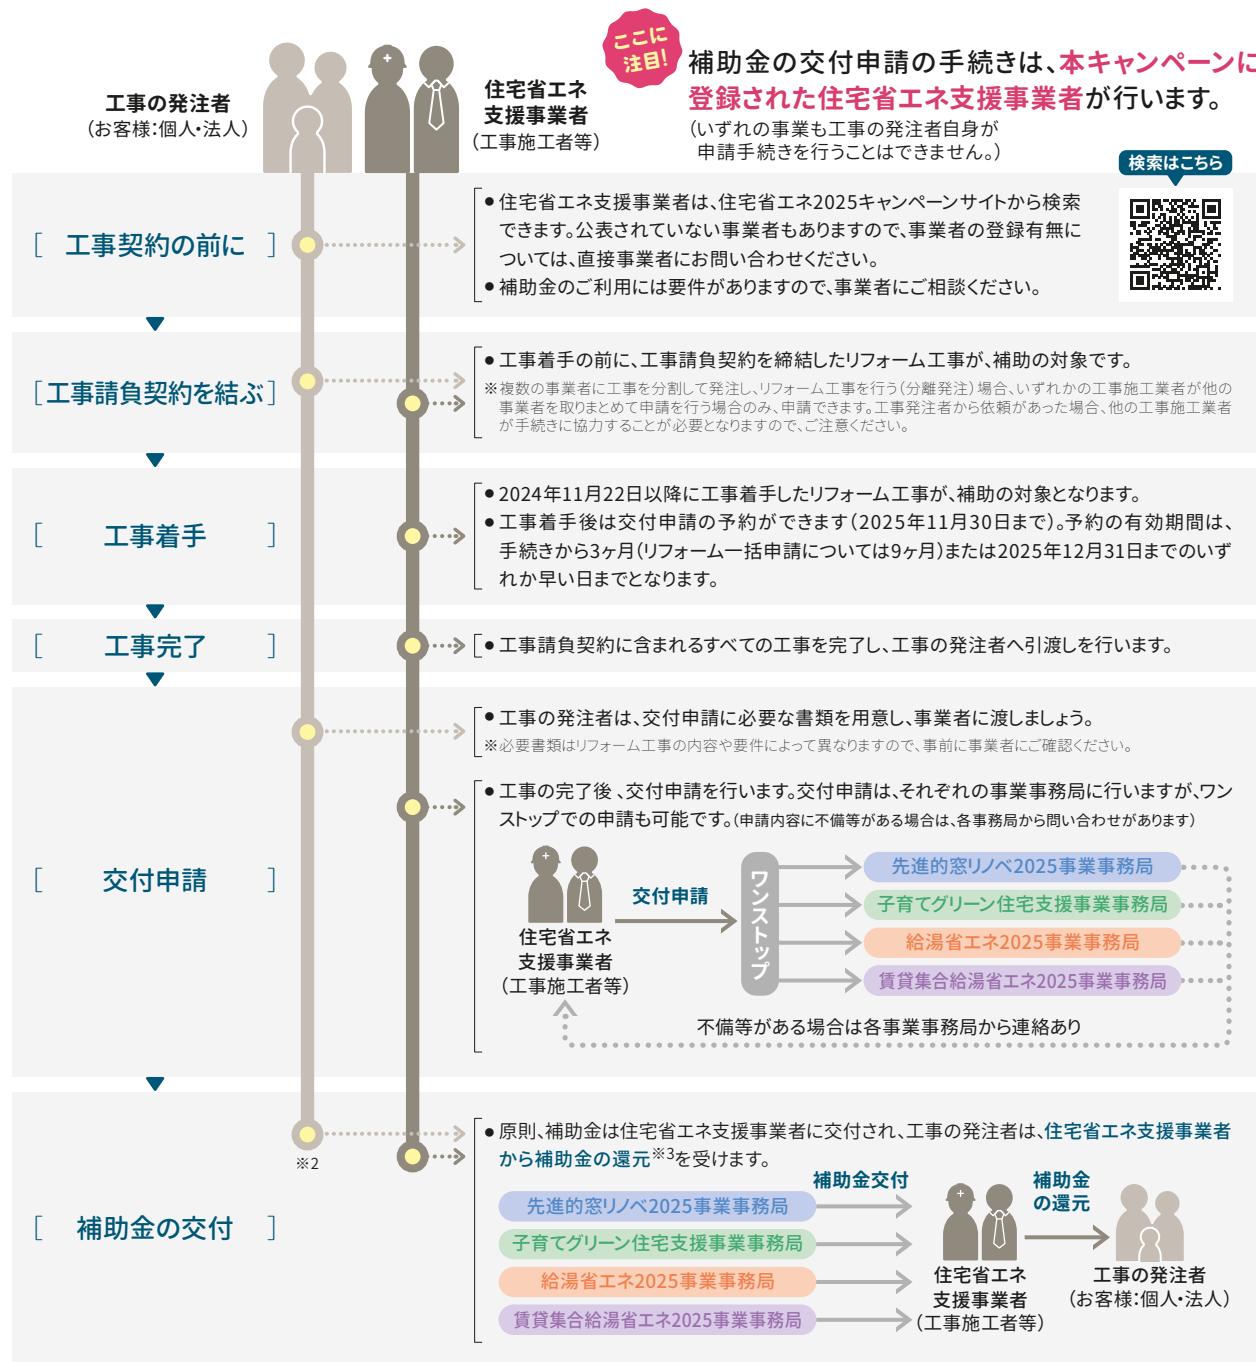 ここに
注目!
補助金の交付申請の手続きは、本キャンペーンに
登録された住宅省エネ支援事業者が行います。
(いずれの事業も工事の発注者自身が
申請手続きを行うことはできません。)
工事の発注者
(お客様:個人・法人)
住宅省エネ
支援事業者
(工事施工者等)
検索はこちら
[ 工事契約の前に ]
●住宅省エネ支援事業者は、住宅省エネ2025キャンペーンサイトから検索
できます。公表されていない事業者もありますので、事業者の登録有無に
ついては、直接事業者にお問い合わせください。
●補助金のご利用には要件がありますので、事業者にご相談ください。
[工事請負契約を結ぶ]
●工事着手の前に、工事請負契約を締結したリフォーム工事が、補助の対象です。
※複数の事業者に工事を分割して発注し、リフォーム工事を行う(分離発注)場合、いずれかの工事施工業者が他の
事業者を取りまとめて申請を行う場合のみ、申請できます。工事発注者から依頼があった場合、他の工事施工業者
が手続きに協力することが必要となりますので、ご注意ください。
[ 工事着手 ]
●2024年11月22日以降に工事着手したリフォーム工事が、補助の対象となります。
●工事着手後は交付申請の予約ができます(2025年11月30日まで)。予約の有効期間は、
手続きから3ヶ月(リフォーム一括申請については9ヶ月)または2025年12月31日までのいず
れか早い日までとなります。
[ 工事完了 ]
●工事請負契約に含まれるすべての工事を完了し、工事の発注者へ引渡しを行います。
[ 交付申請 ]
●工事の発注者は、交付申請に必要な書類を用意し、事業者に渡しましょう。
※必要書類はリフォーム工事の内容や要件によって異なりますので、事前に事業者にご確認ください。
●工事の完了後、交付申請を行います。交付申請は、それぞれの事業事務局に行いますが、ワン
ストップでの申請も可能です。(申請内容に不備等がある場合は、各事務局から問い合わせがあります)
住宅省エネ
支援事業者
(工事施工者等)
交付申請
ワンストップ
先進的窓リノベ2025事業事務局
子育てグリーン住宅支援事業事務局
給湯省エネ2025事業事務局
賃貸集合給湯省エネ2025事業事務局
不備等がある場合は各事業事務局から連絡あり
※2
[ 補助金の交付 ]
●原則、補助金は住宅省エネ支援事業者に交付され、工事の発注者は、住宅省エネ支援事業者
から補助金の還元※3を受けます。
先進的窓リノベ2025事業事務局
子育てグリーン住宅支援事業事務局
給湯省エネ2025事業事務局
賃貸集合給湯省エネ2025事業事務局
補助金交付
住宅省エネ
支援事業者
(工事施工者等)
補助金
の還元
工事の発注者
(お客様:個人・法人)